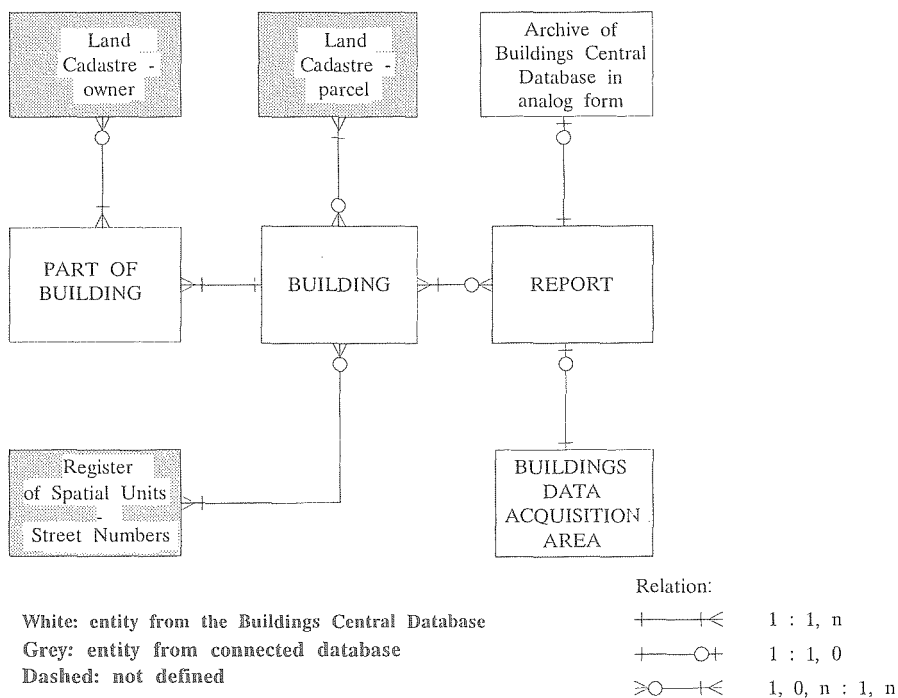 Land
Cadastre -
owner
Land
Cadastre -
parcel
Archive of
Buildings Central
Database in
analog form
PART OF
BUILDING
BUILDING
REPORT
Register
of Spatial Units
-
Street Numbers
BUILDINGS
DATA
ACQUISITION
AREA
White: entity from the Buildings Central Database
Grey: entity from connected database
Dashed: not defined
Relation:
1 : 1, n
1 : 1, 0
1, 0, n : 1, n